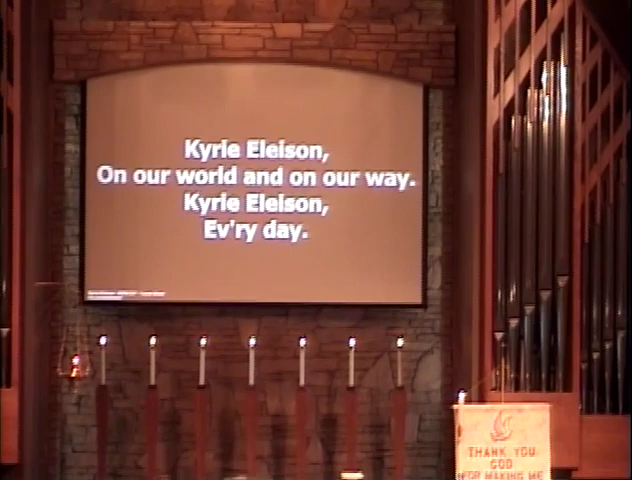 Kyrie Eleison,
On our world and on our way.
Kyrie Eleison,
Ev'ry day.
THANK YOU
GOD
FOR MAKING ME